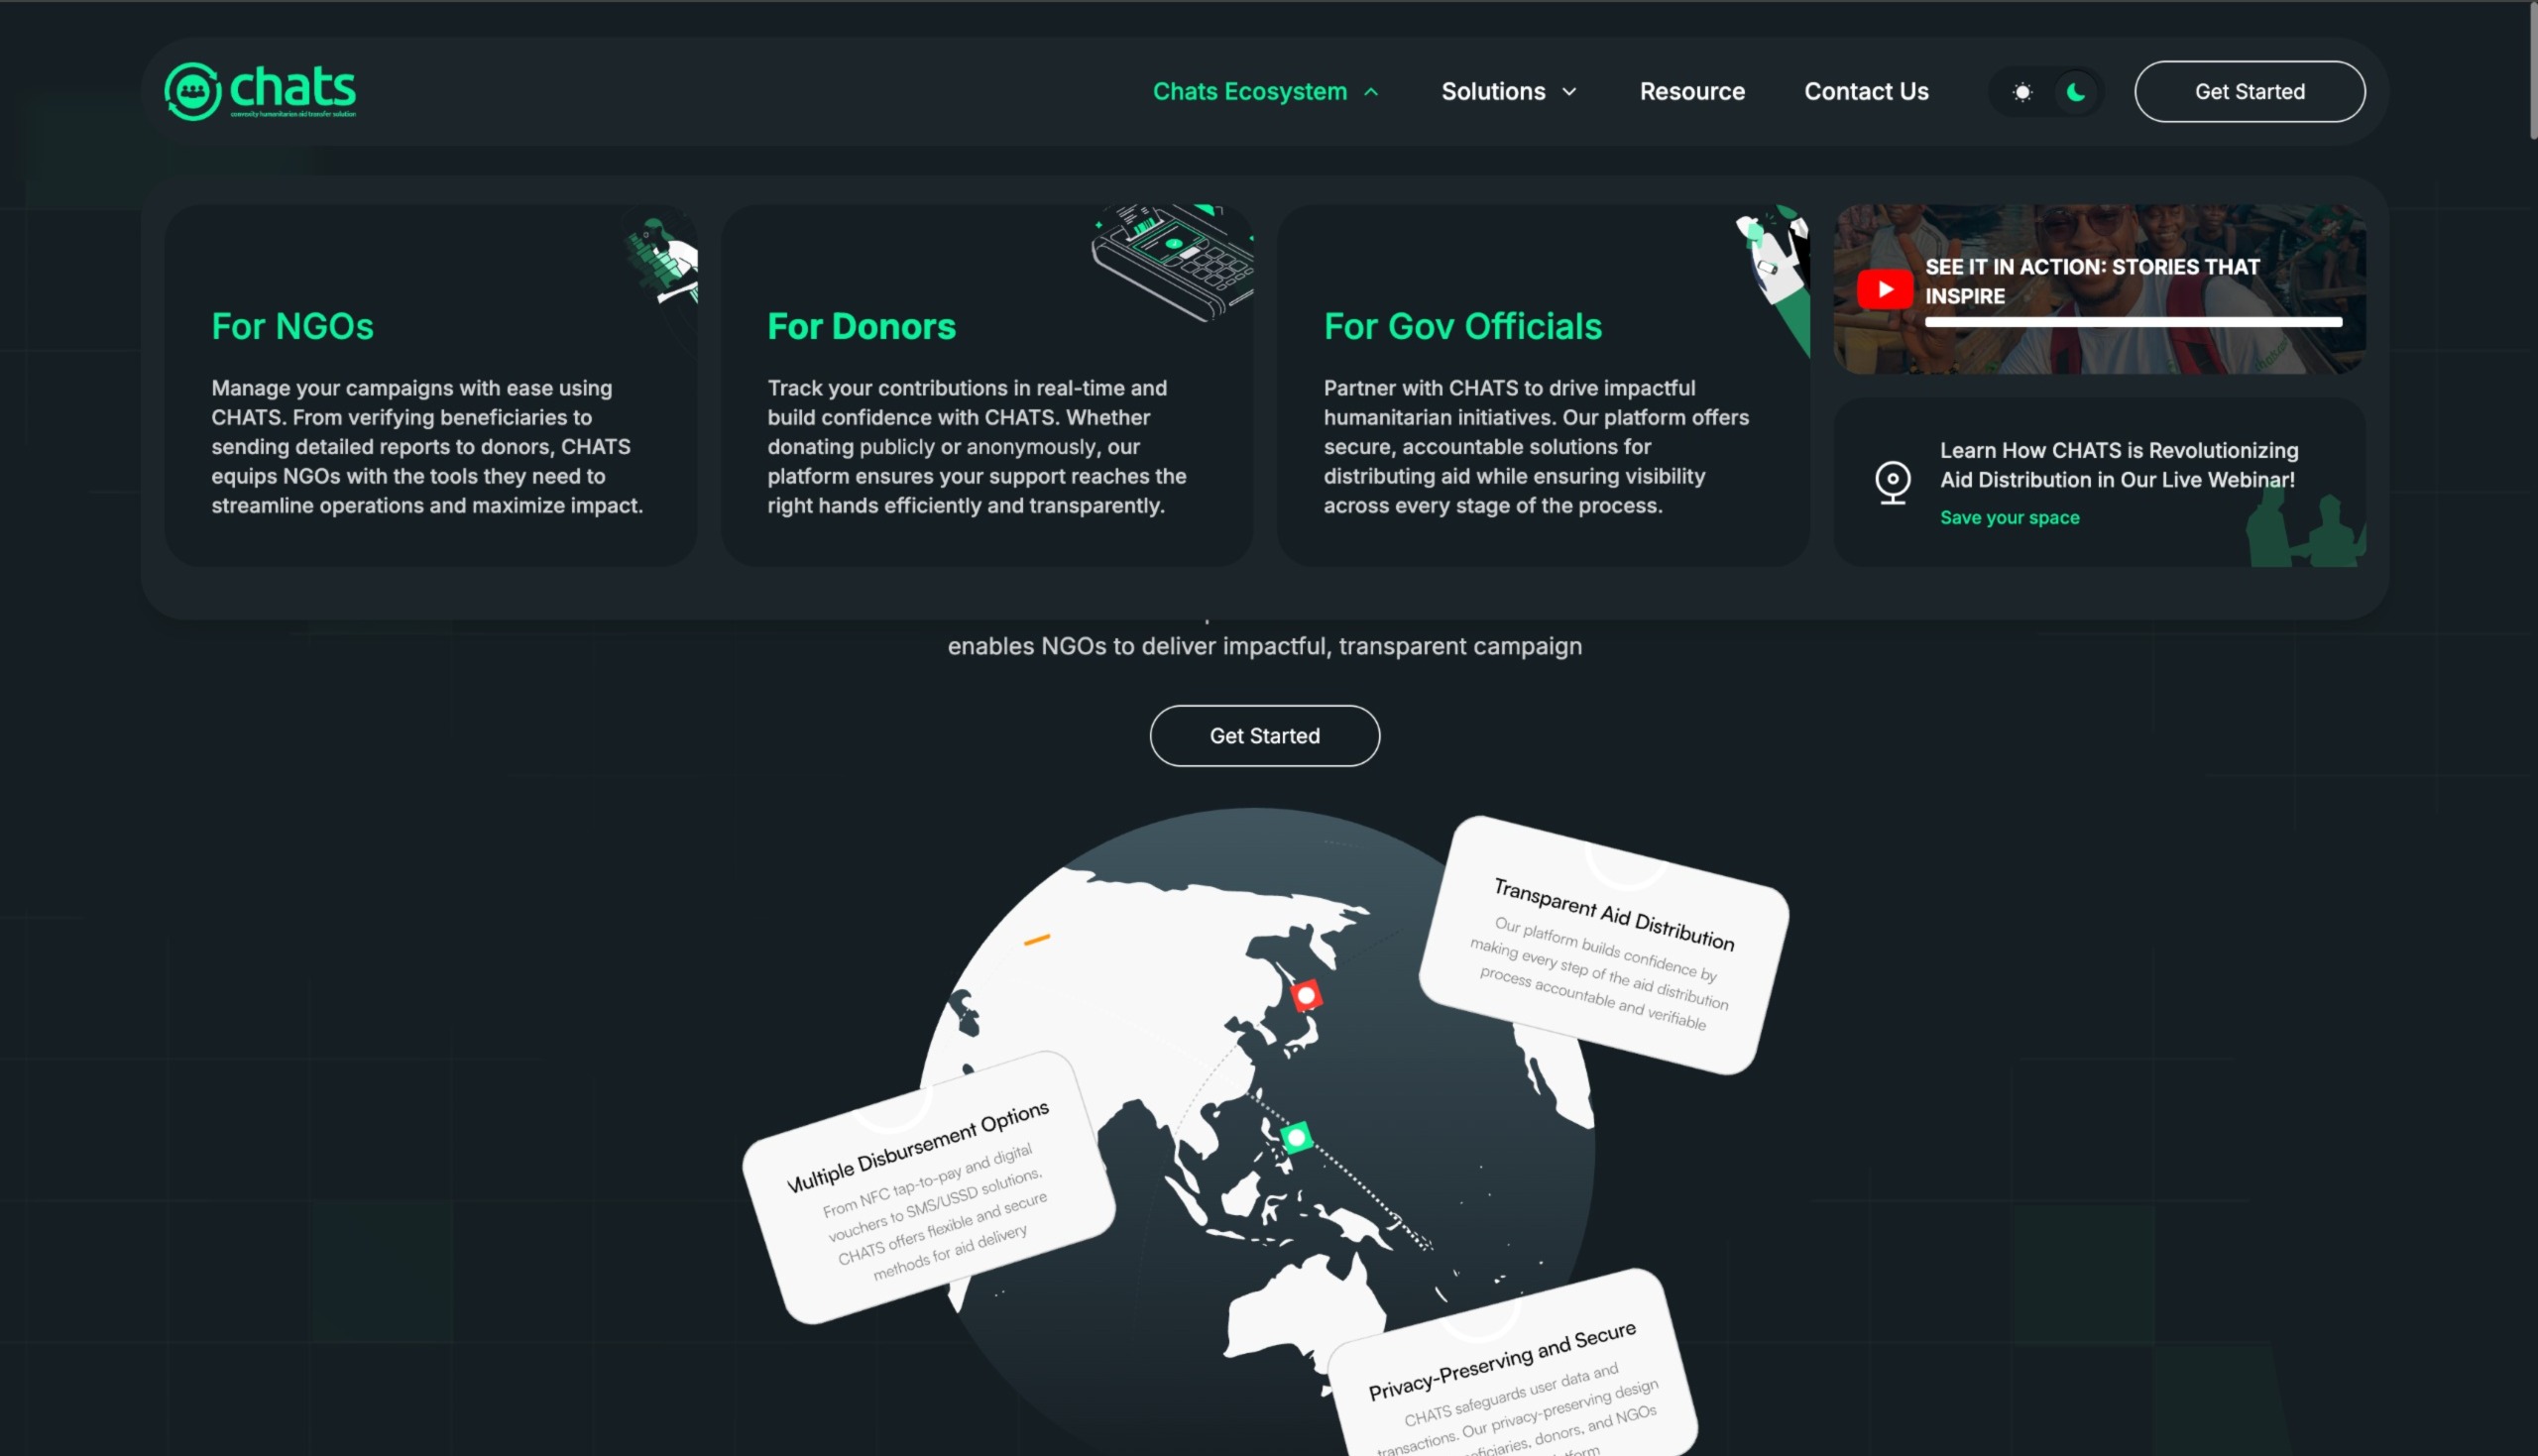 chats
convexity humanitarian aid transfer solution
Chats Ecosystem
Solutions
Resource
Contact Us
Get Started
For NGOs
Manage your campaigns with ease using
CHATS. From verifying beneficiaries to
sending detailed reports to donors, CHATS
equips NGOs with the tools they need to
streamline operations and maximize impact.
For Donors
Track your contributions in real-time and
build confidence with CHATS. Whether
donating publicly or anonymously, our
platform ensures your support reaches the
right hands efficiently and transparently.
For Gov Officials
Partner with CHATS to drive impactful
humanitarian initiatives. Our platform offers
secure, accountable solutions for
distributing aid while ensuring visibility
across every stage of the process.
SEE IT IN ACTION: STORIES THAT
INSPIRE
Learn How CHATS is Revolutionizing
Aid Distribution in Our Live Webinar!
Save your space
enables NGOs to deliver impactful, transparent campaign
Get Started
Transparent Aid Distribution
Our platform builds confidence by
making every step of the aid distribution
process accountable and verifiable
Multiple Disbursement Options
From NFC tap-to-pay and digital
vouchers to SMS/USSD solutions,
CHATS offers flexible and secure
methods for aid delivery
Privacy-Preserving and Secure
CHATS safeguards user data and
transactions. Our privacy-preserving design
donors, and NGOs